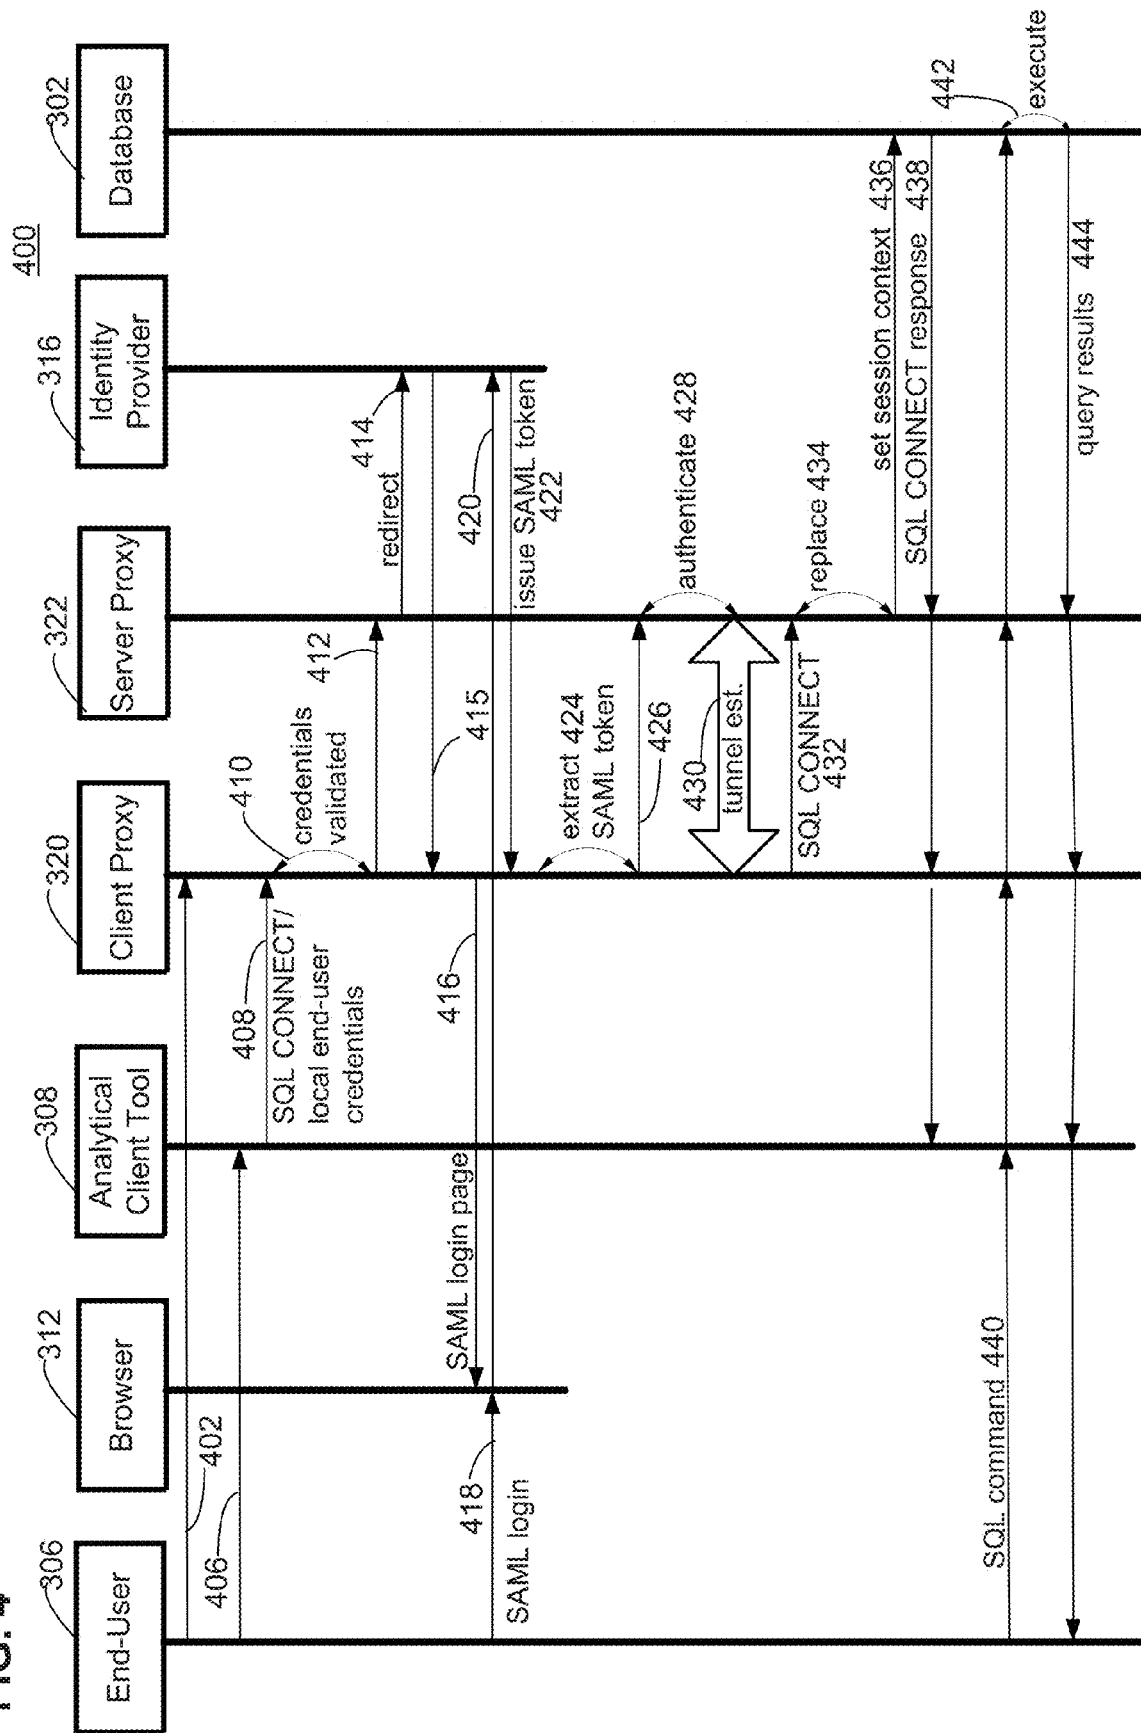 FIG. 4
400
306
312
308
320
322
316
302
End-User
Browser
Analytical
Client Tool
Client Proxy
Server Proxy
Identity
Provider
Database
402
406
408
SQL CONNECT/
local end-user
credentials
410
credentials
validated
412
redirect
414
415
416
SAML login page
418
SAML login
420
issue SAML token
422
extract 424
SAML token
426
authenticate 428
430
tunnel est.
SQL CONNECT
432
replace 434
set session context 436
SQL CONNECT response 438
SQL command 440
442
execute
query results 444